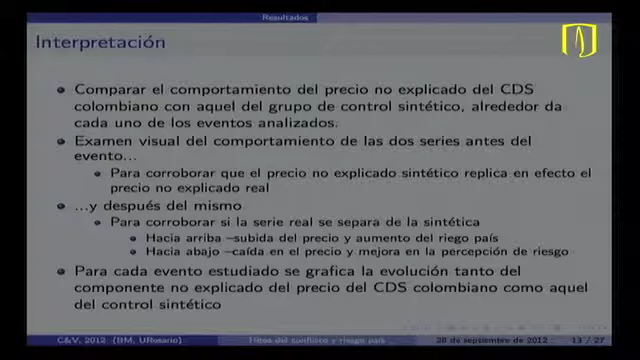 Resultados
Interpretación
Comparar el comportamiento del precio no explicado del CDS
colombiano con aquel del grupo de control sintético, alrededor da
cada uno de los eventos analizados.
Examen visual del comportamiento de las dos series antes del
evento...
Para corroborar que el precio no explicado sintético replica en efecto el
precio no explicado real
...y después del mismo
Para corroborar si la serie real se separa de la sintética
Hacia arriba –subida del precio y aumento del riego país
Hacia abajo –caída en el precio y mejora en la percepción de riesgo
Para cada evento estudiado se grafica la evolución tanto del
componente no explicado del precio del CDS colombiano como aquel
del control sintético
C&V, 2012 (BM, URosario) Hitos del conflicto y riesgo país... 28 de septiembre de 2012 13 / 27